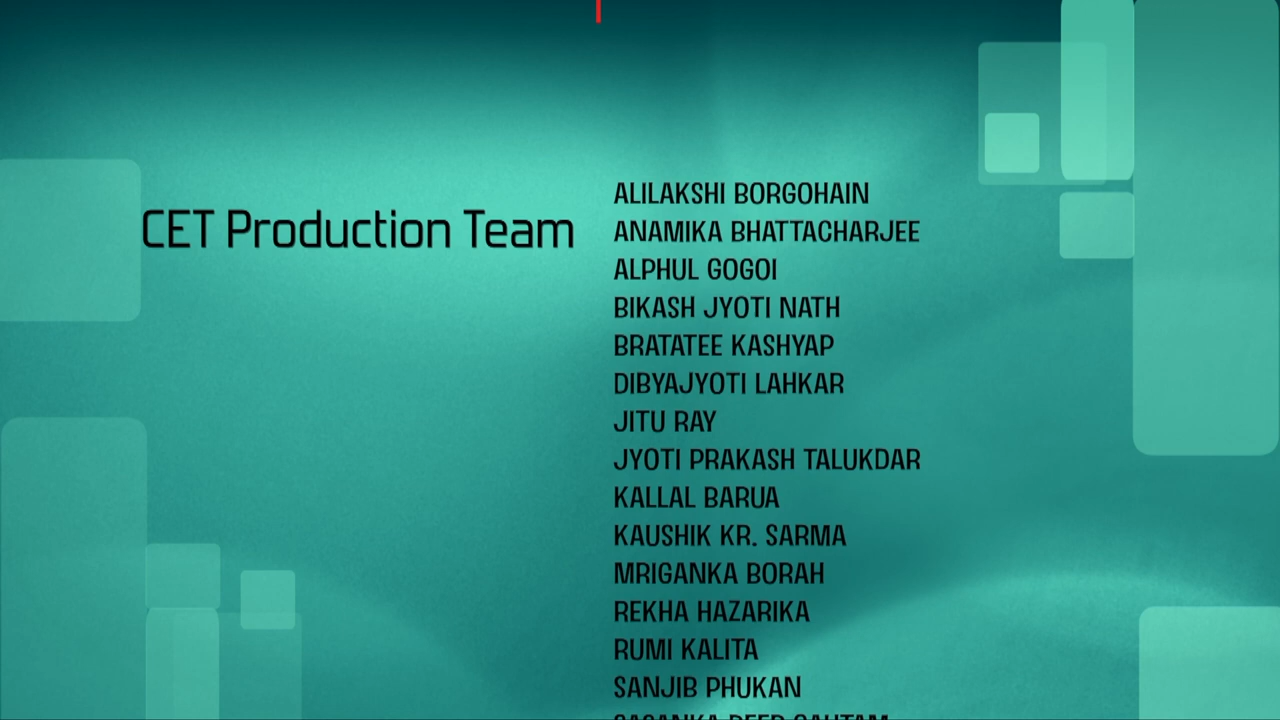 CET Production Team
ALILAKSHI BORGOHAIN
ANAMIKA BHATTACHARJEE
ALPHUL GOGOI
BIKASH JYOTI NATH
BRATATEE KASHYAP
DIBYAJYOTI LAHKAR
JITU RAY
JYOTI PRAKASH TALUKDAR
KALLAL BARUA
KAUSHIK KR. SARMA
MRIGANKA BORAH
REKHA HAZARIKA
RUMI KALITA
SANJIB PHUKAN